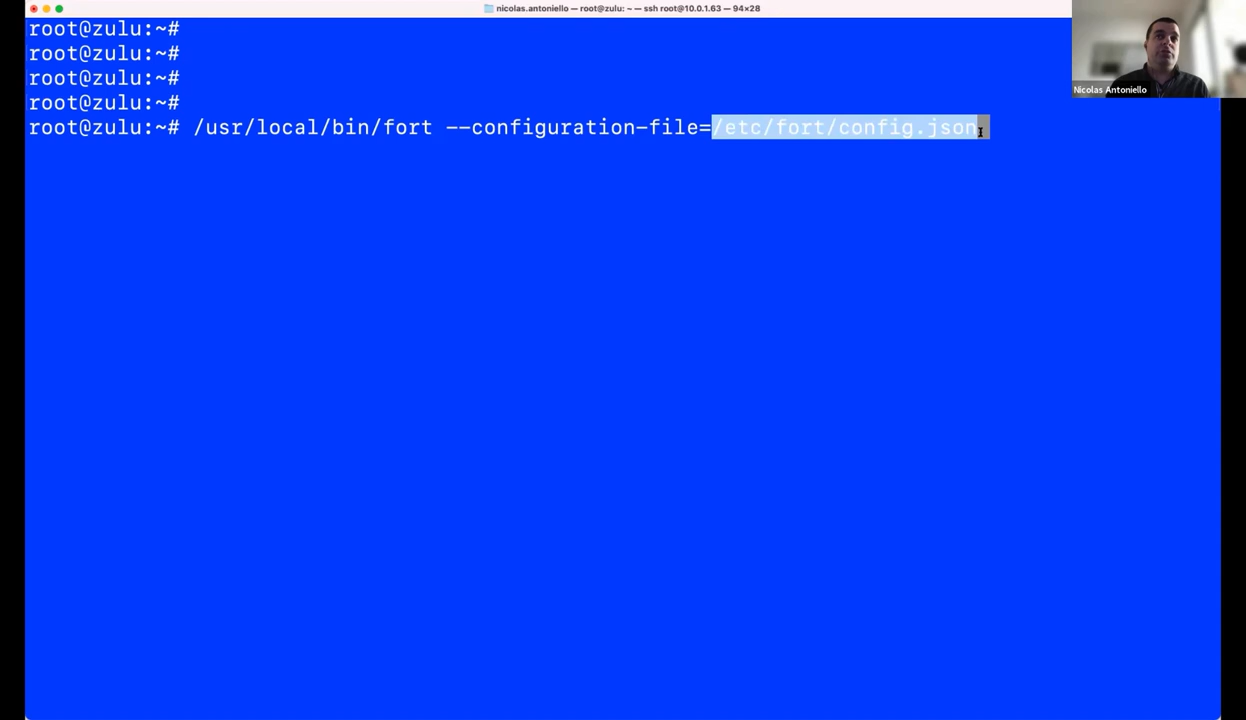 nicolas.antoniello — root@zulu: ~ — ssh root@10.0.1.63 — 94×28
root@zulu:~#
root@zulu:~#
root@zulu:~#
root@zulu:~#
root@zulu:~# /usr/local/bin/fort --configuration-file=/etc/fort/config.json
Nicolas Antoniello